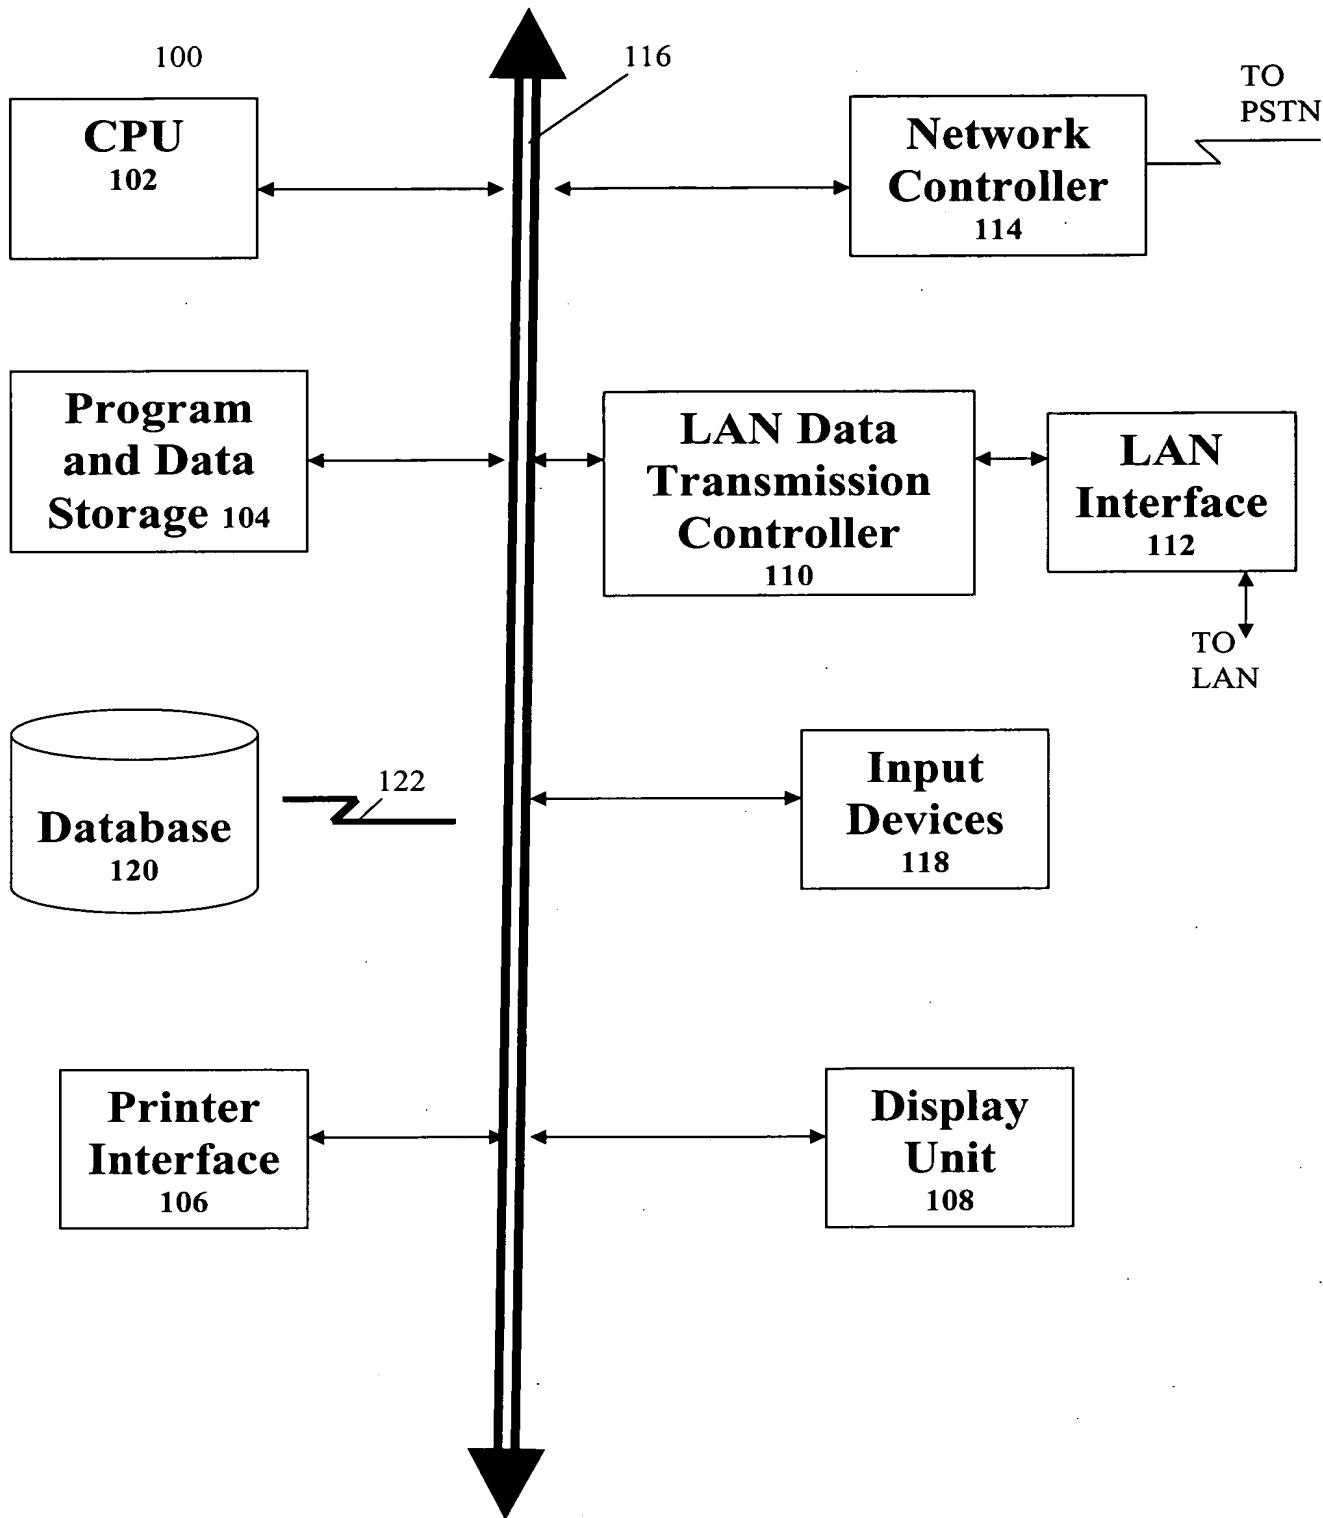 100
116
TO
PSTN
CPU
102
Network
Controller
114
Program
and Data
Storage 104
LAN Data
Transmission
Controller
110
LAN
Interface
112
TO
LAN
Database
120
122
Input
Devices
118
Printer
Interface
106
Display
Unit
108